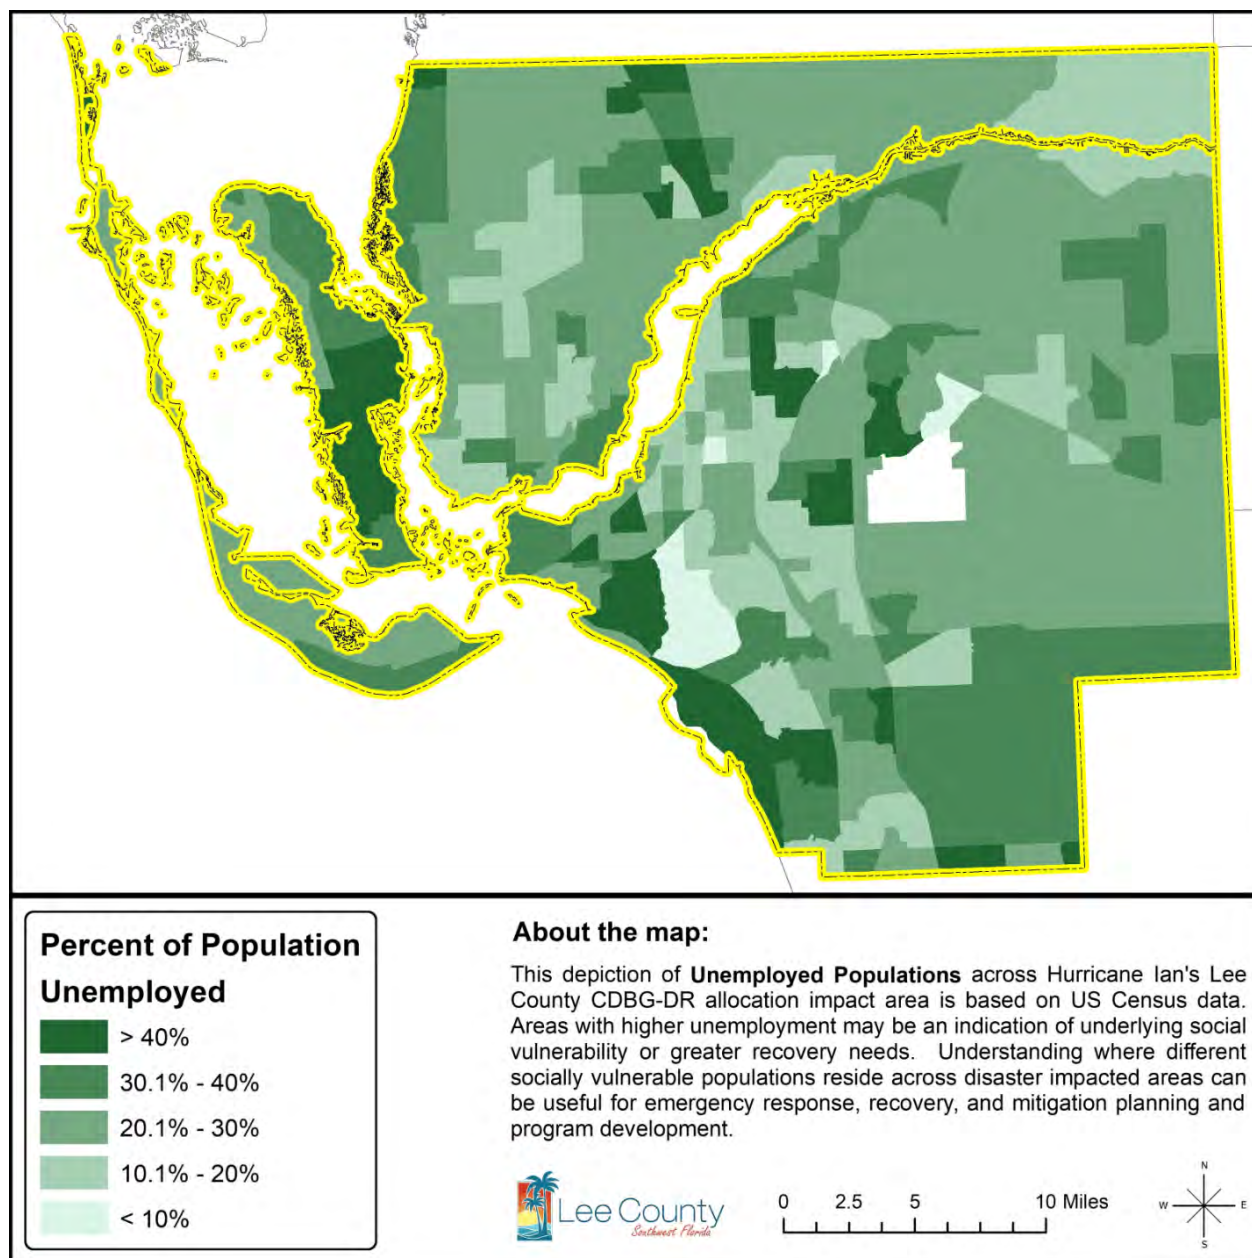 Percent of Population
Unemployed
> 40%
30.1% - 40%
20.1% - 30%
10.1% - 20%
< 10%
About the map:
This depiction of Unemployed Populations across Hurricane Ian's Lee
County CDBG-DR allocation impact area is based on US Census data.
Areas with higher unemployment may be an indication of underlying social
vulnerability or greater recovery needs. Understanding where different
socially vulnerable populations reside across disaster impacted areas can
be useful for emergency response, recovery, and mitigation planning and
program development.
Lee County
Southwest Florida
0 2.5 5 10 Miles
N
W E
S